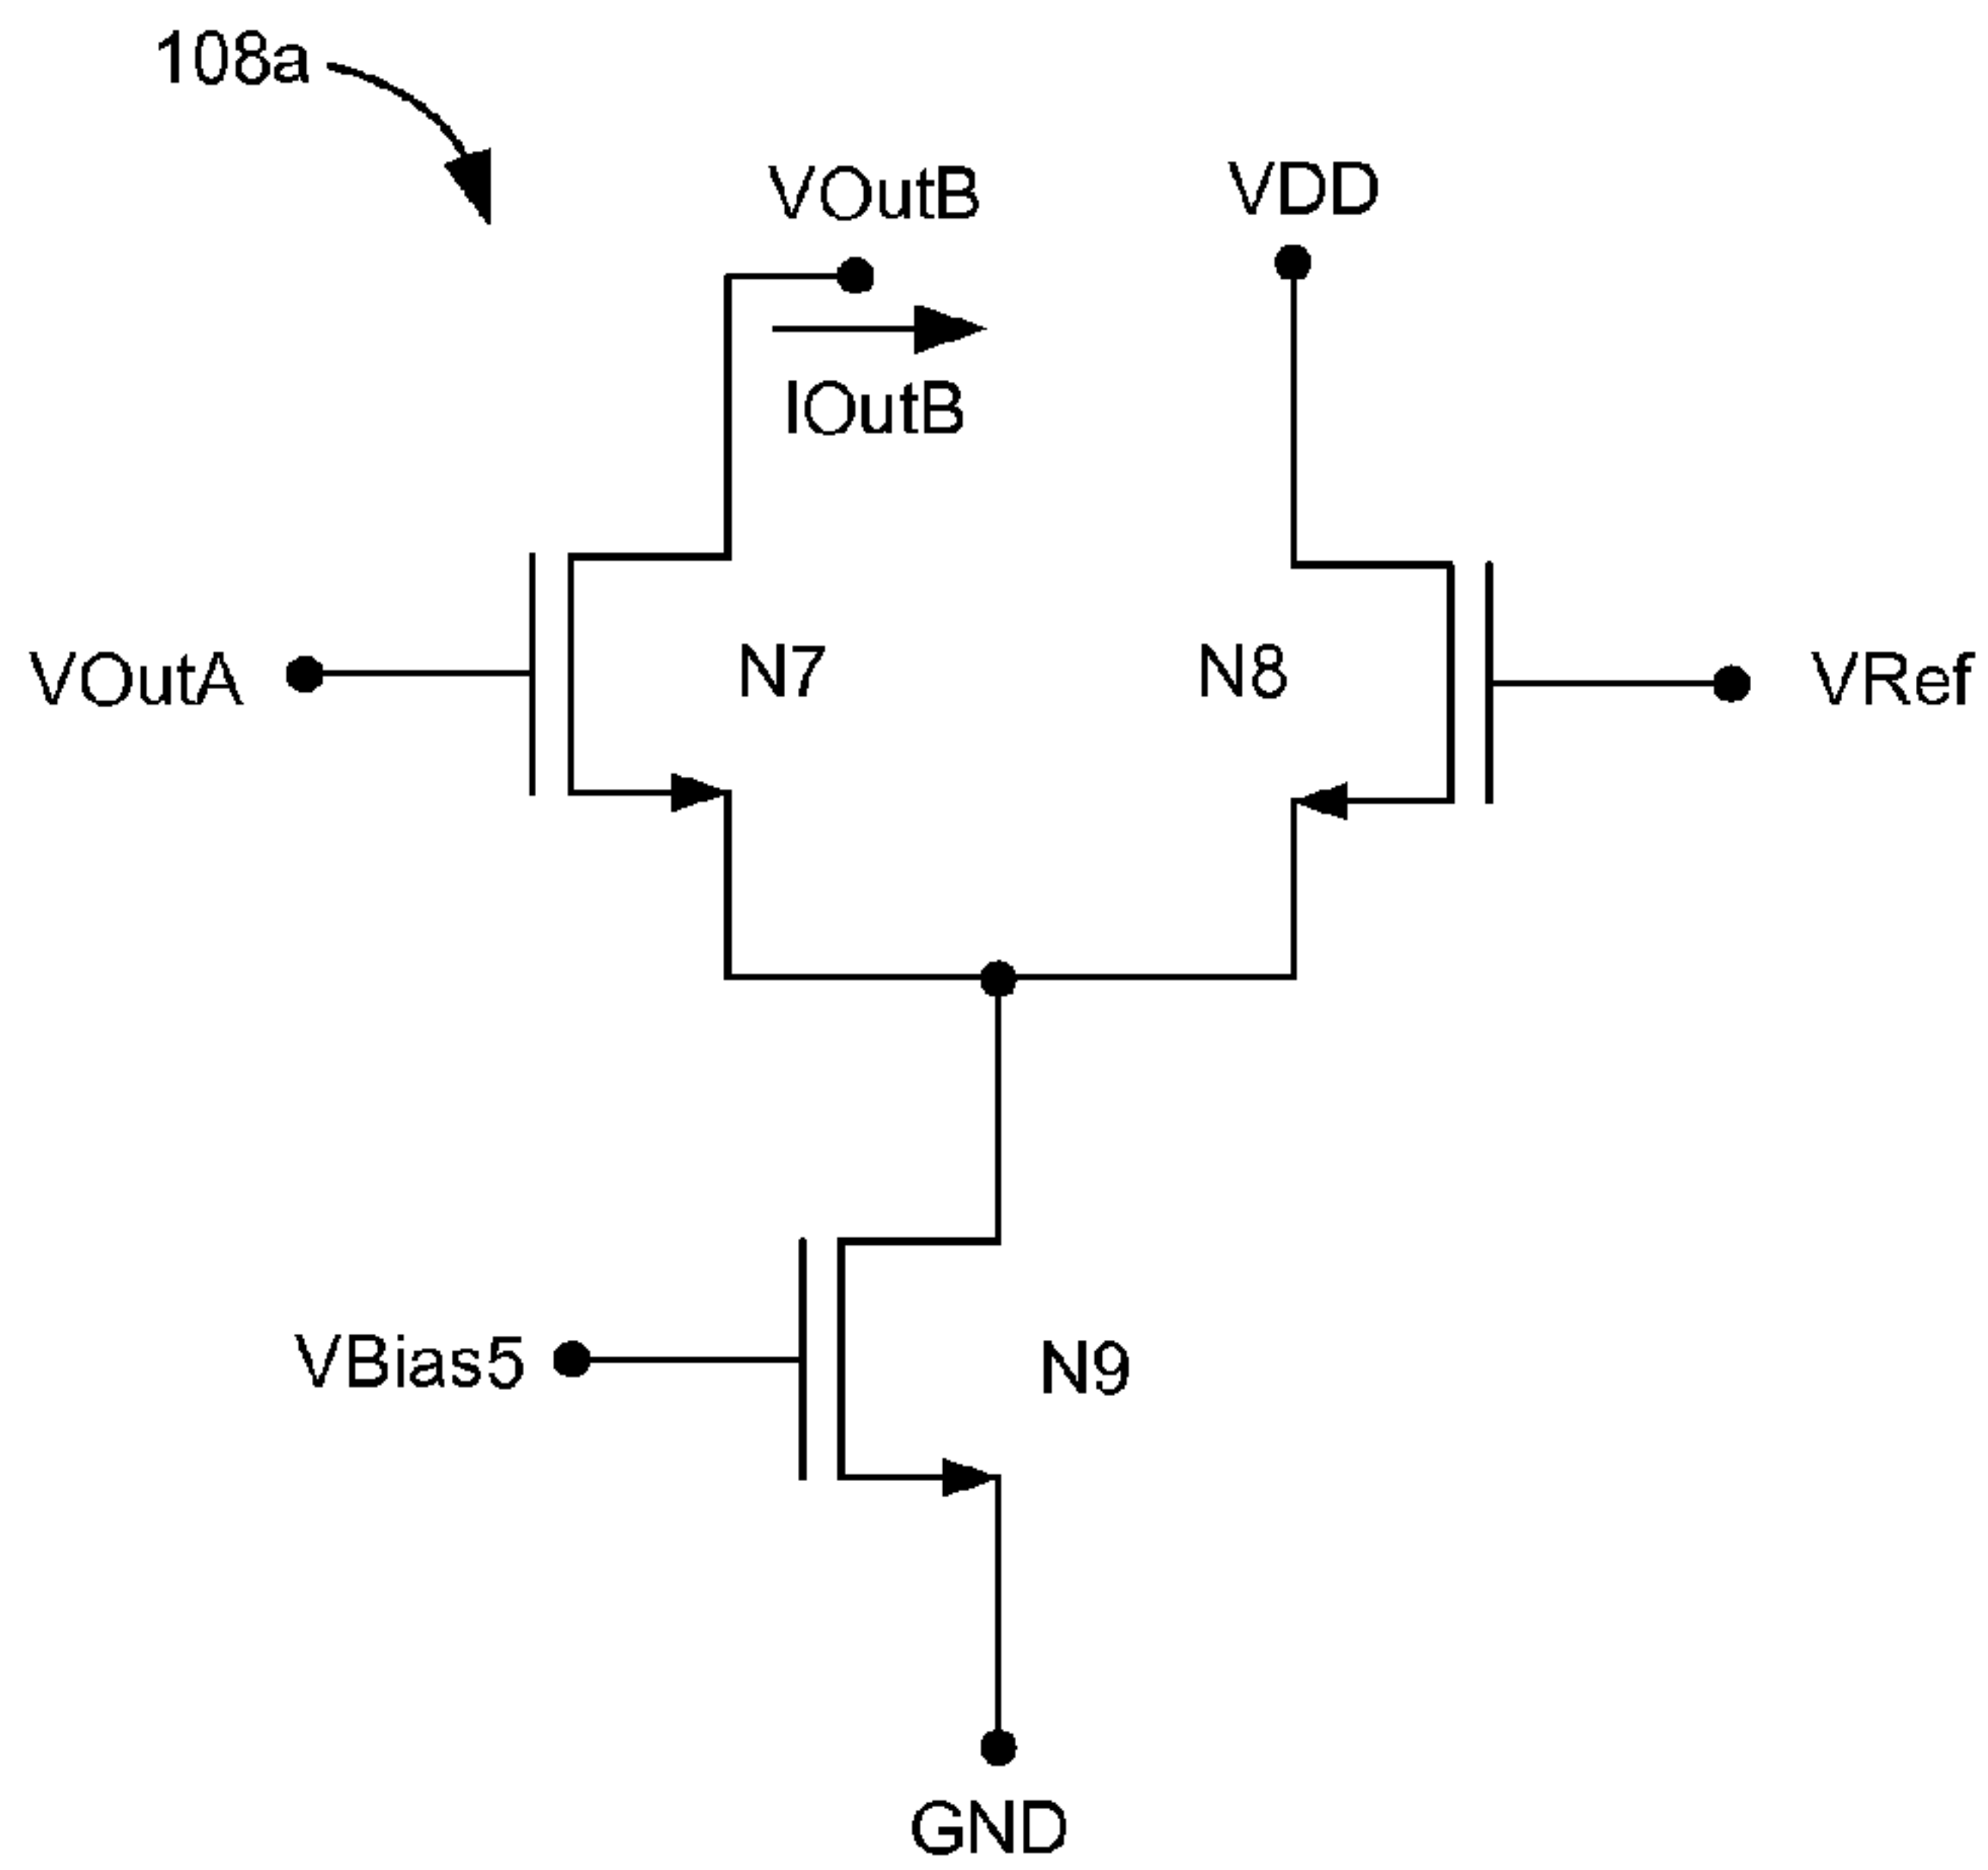 108a
VOutB
VDD
IOutB
VOutA
N7
N8
VRef
VBias5
N9
GND